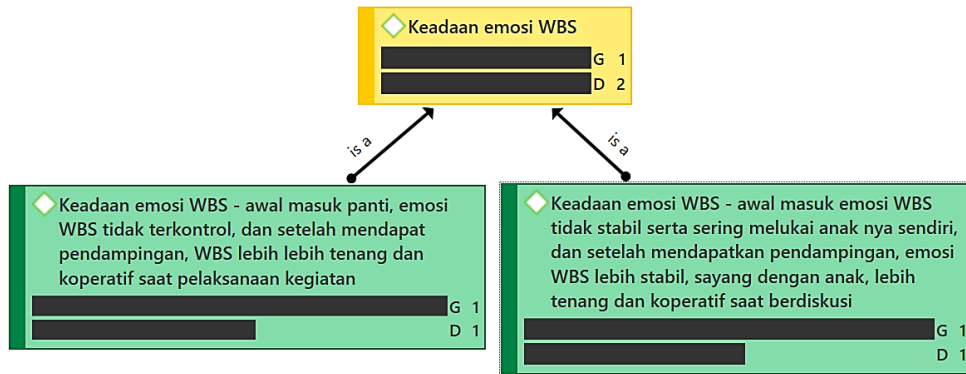 Keadaan emosi WBS
G 1
D 2
is a
is a
Keadaan emosi WBS - awal masuk panti, emosi
WBS tidak terkontrol, dan setelah mendapat
pendampingan, WBS lebih lebih tenang dan
koperatif saat pelaksanaan kegiatan
G 1
D 1
Keadaan emosi WBS - awal masuk emosi WBS
tidak stabil serta sering melukai anak nya sendiri,
dan setelah mendapatkan pendampingan, emosi
WBS lebih stabil, sayang dengan anak, lebih
tenang dan koperatif saat berdiskusi
G 1
D 1